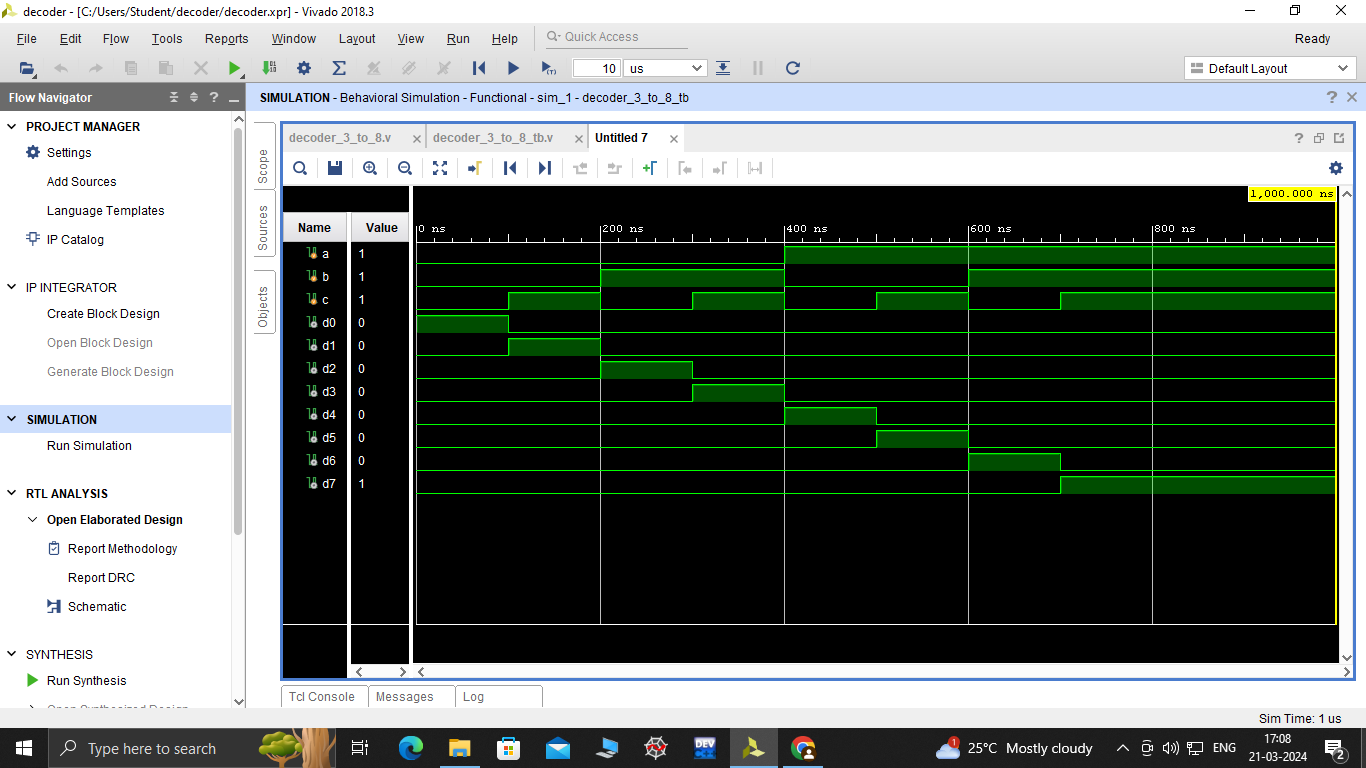 decoder - [C:/Users/Student/decoder/decoder.xpr] - Vivado 2018.3
File Edit Flow Tools Reports Window Layout View Run Help Quick Access Ready
10 us Default Layout
Flow Navigator
SIMULATION - Behavioral Simulation - Functional - sim_1 - decoder_3_to_8_tb
PROJECT MANAGER
Settings
Add Sources
Language Templates
IP Catalog
IP INTEGRATOR
Create Block Design
Open Block Design
Generate Block Design
SIMULATION
Run Simulation
RTL ANALYSIS
Open Elaborated Design
Report Methodology
Report DRC
Schematic
SYNTHESIS
Run Synthesis
Open Synthesized Design
Scope
Sources
Objects
decoder_3_to_8.v decoder_3_to_8_tb.v Untitled 7
1,000.000 ns
Name Value 0 ns 200 ns 400 ns 600 ns 800 ns
a 1
b 1
c 1
d0 0
d1 0
d2 0
d3 0
d4 0
d5 0
d6 0
d7 1
Tcl Console Messages Log
Sim Time: 1 us
Type here to search
DEV
1
25°C Mostly cloudy
ENG
17:08
21-03-2024
2